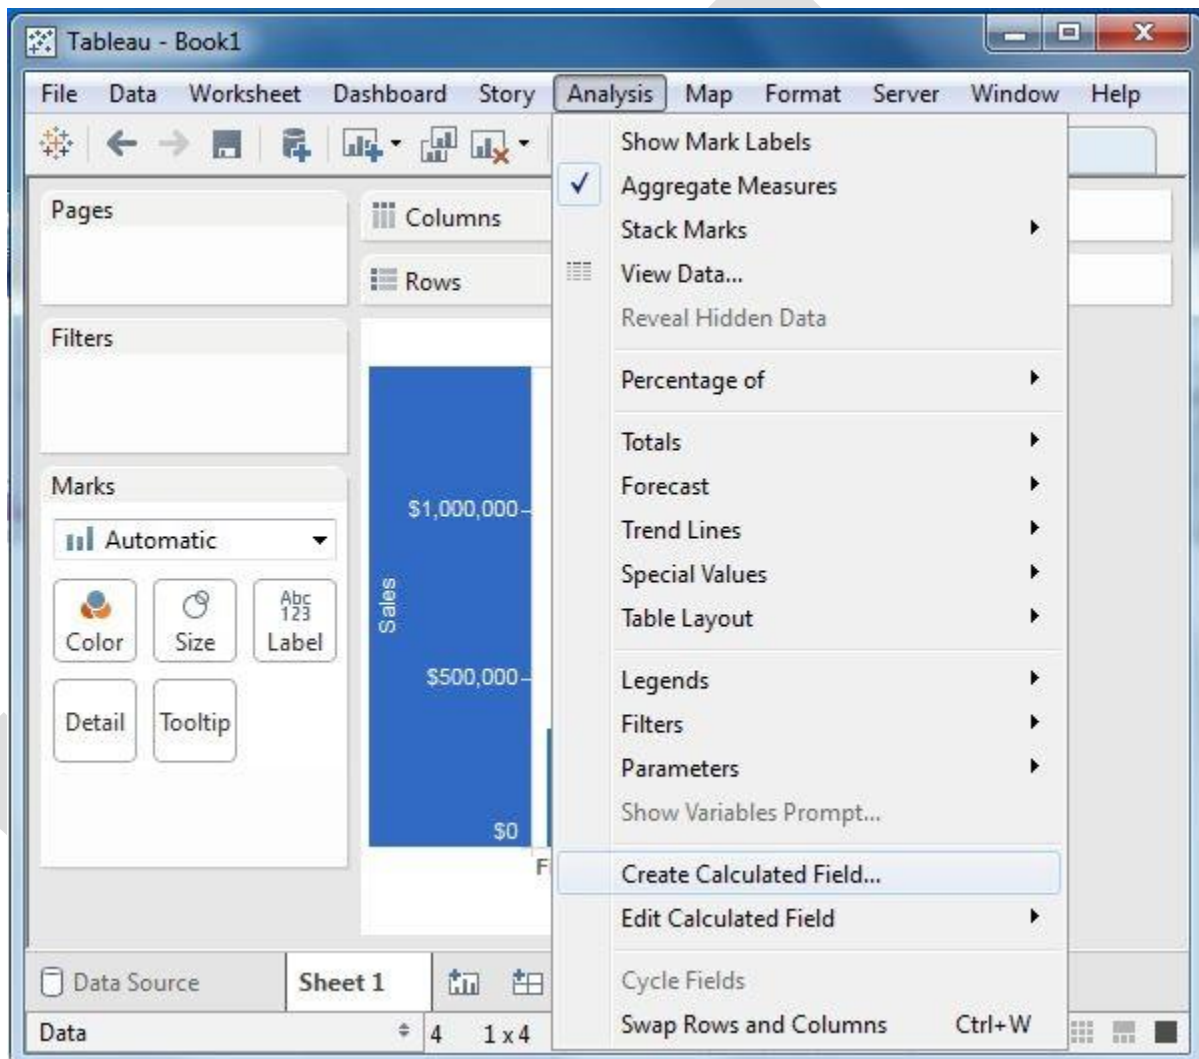 Tableau - Book1
File Data Worksheet Dashboard Story Analysis Map Format Server Window Help
Pages
Columns
Rows
Filters
Marks
Automatic
Color
Size
Abc
123
Label
Detail
Tooltip
$1,000,000
Sales
$500,000
$0
Show Mark Labels
Aggregate Measures
Stack Marks
View Data...
Reveal Hidden Data
Percentage of
Totals
Forecast
Trend Lines
Special Values
Table Layout
Legends
Filters
Parameters
Show Variables Prompt...
Create Calculated Field...
Edit Calculated Field
Cycle Fields
Swap Rows and Columns Ctrl+W
Data Source
Sheet 1
Data
4 1 x 4